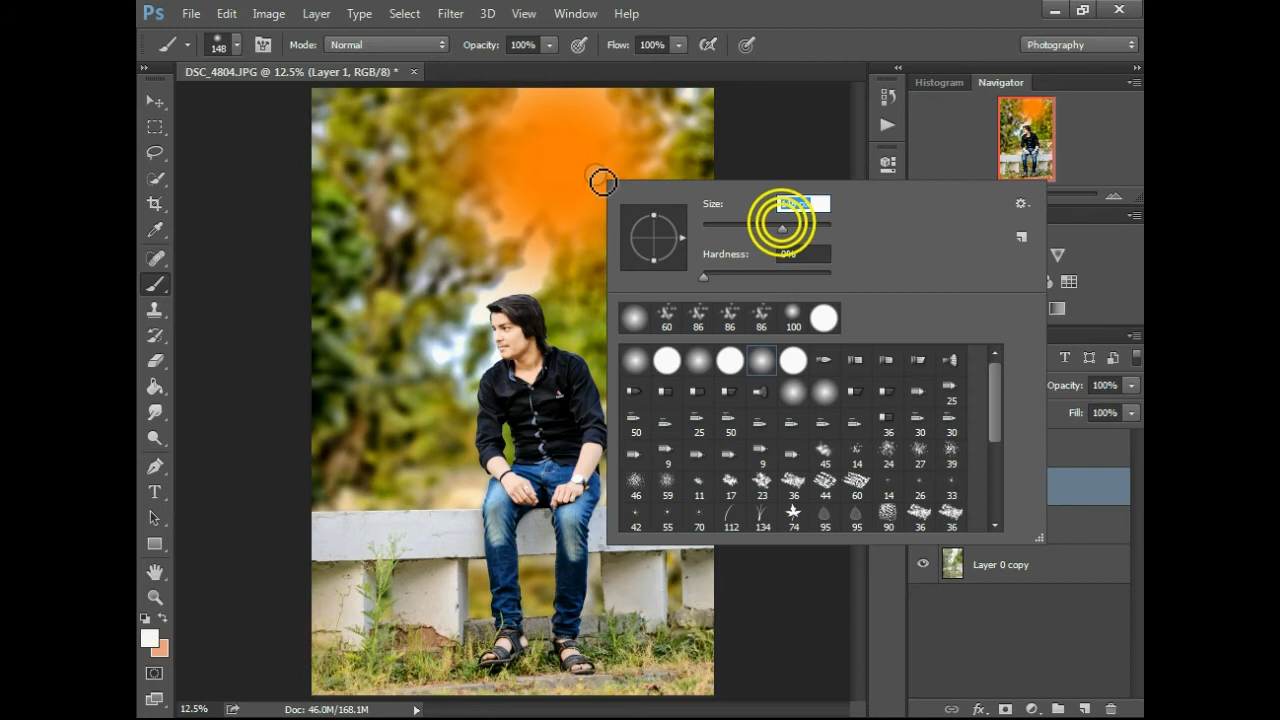 Ps File Edit Image Layer Type Select Filter 3D View Window Help
148 Mode: Normal Opacity: 100% Flow: 100% Photography
DSC_4804.JPG @ 12.5% (Layer 1, RGB/8) * ×
Histogram Navigator
Size:
Hardness: 0%
60 86 86 86 100
25
50 25 50 36 30 30
9 9 45 14 24 27 39
46 59 11 17 23 36 44 60 14 26 33
42 55 70 112 134 74 95 95 90 36 36
T
Opacity: 100%
Fill: 100%
Layer 0 copy
12.5% Doc: 46.0M/168.1M